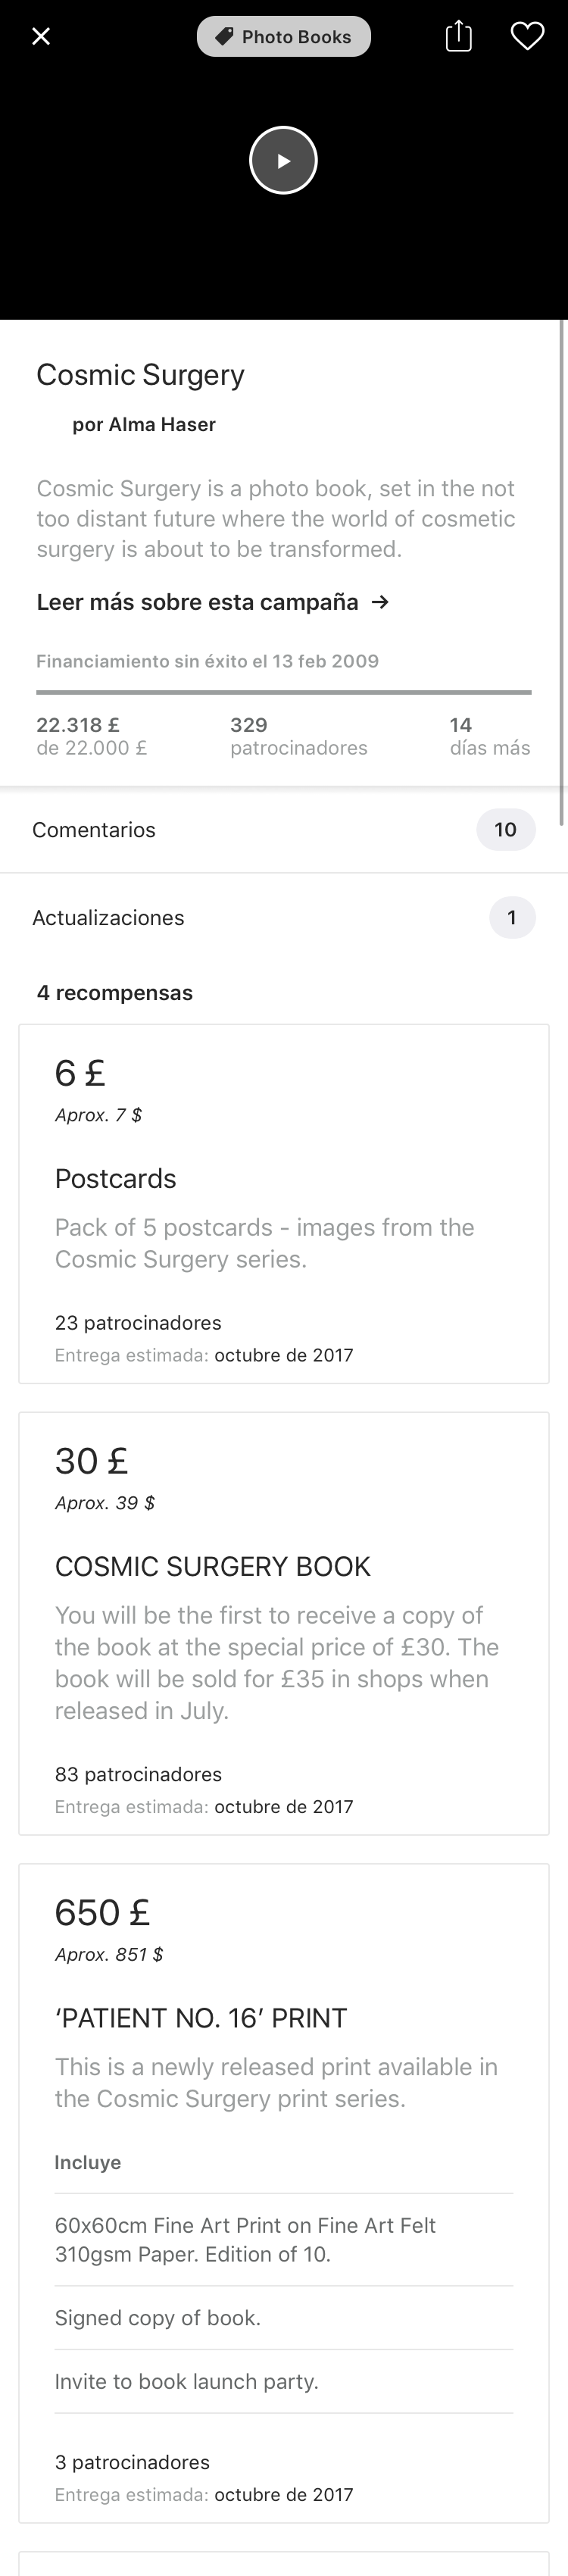 Photo Books
Cosmic Surgery
por Alma Haser
Cosmic Surgery is a photo book, set in the not
too distant future where the world of cosmetic
surgery is about to be transformed.
Leer más sobre esta campaña →
Financiamiento sin éxito el 13 feb 2009
22.318 £ 329 14
de 22.000 £ patrocinadores días más
Comentarios 10
Actualizaciones 1
4 recompensas
6 £
Aprox. 7 $
Postcards
Pack of 5 postcards - images from the
Cosmic Surgery series.
23 patrocinadores
Entrega estimada: octubre de 2017
30 £
Aprox. 39 $
COSMIC SURGERY BOOK
You will be the first to receive a copy of
the book at the special price of £30. The
book will be sold for £35 in shops when
released in July.
83 patrocinadores
Entrega estimada: octubre de 2017
650 £
Aprox. 851 $
‘PATIENT NO. 16’ PRINT
This is a newly released print available in
the Cosmic Surgery print series.
Incluye
60x60cm Fine Art Print on Fine Art Felt
310gsm Paper. Edition of 10.
Signed copy of book.
Invite to book launch party.
3 patrocinadores
Entrega estimada: octubre de 2017